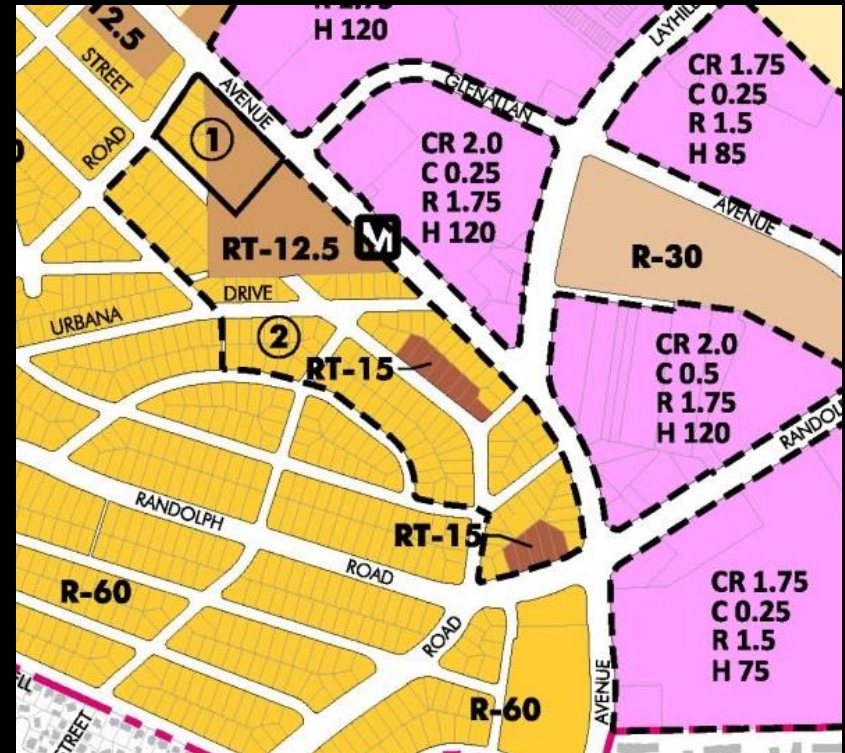 H 120
12.5
STREET
AVENUE
GLENALLAN
CR 1.75
C 0.25
R 1.5
H 85
ROAD
1
CR 2.0
C 0.25
R 1.75
H 120
AVENUE
M
RT-12.5
R-30
DRIVE
URBANA
2
RT-15
CR 2.0
C 0.5
R 1.75
H 120
RANDOLPH
RT-15
ROAD
R-60
CR 1.75
C 0.25
R 1.5
H 75
ROAD
AVENUE
R-60
STREET